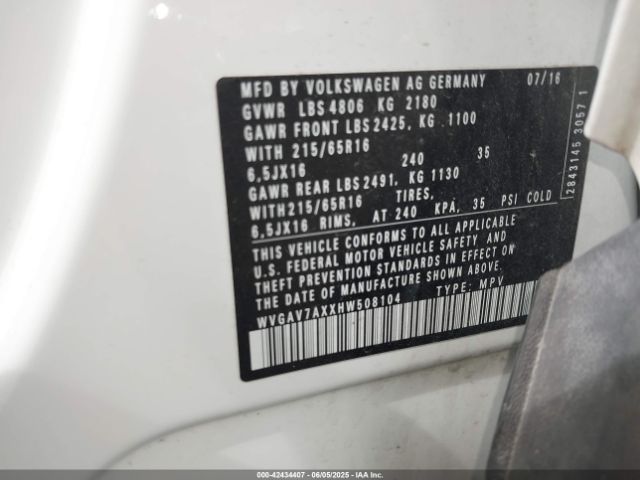 MFD BY VOLKSWAGEN AG GERMANY 07/16
GVWR LBS 4806 KG 2180
GAWR FRONT LBS 2425, KG 1100
WITH 215/65R16
6,5JX16 240 35
GAWR REAR LBS 2491, KG 1130
WITH 215/65R16 TIRES,
6,5JX16 RIMS, AT 240 KPA, 35 PSI COLD
THIS VEHICLE CONFORMS TO ALL APPLICABLE
U.S. FEDERAL MOTOR VEHICLE SAFETY AND
THEFT PREVENTION STANDARDS IN EFFECT ON
THE DATE OF MANUFACTURE SHOWN ABOVE.
WVGAV7AXXHW508104 TYPE: MPV
2843145 3057 1
000-42434407 - 06/05/2025 - COPART